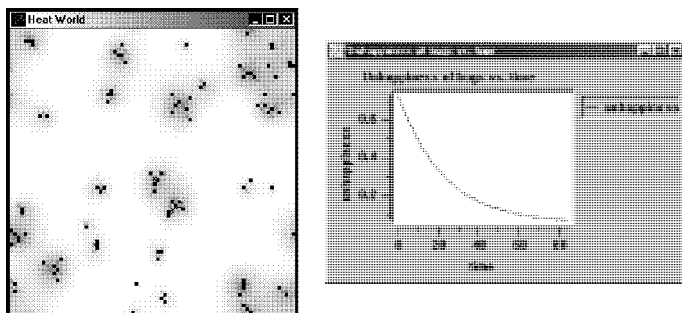 Heat World
Unhappiness of bugs vs. time
Unhappiness of bugs vs. time
unhappiness
0.6
0.4
0.2
unhappiness
0 20 40 60 80
time